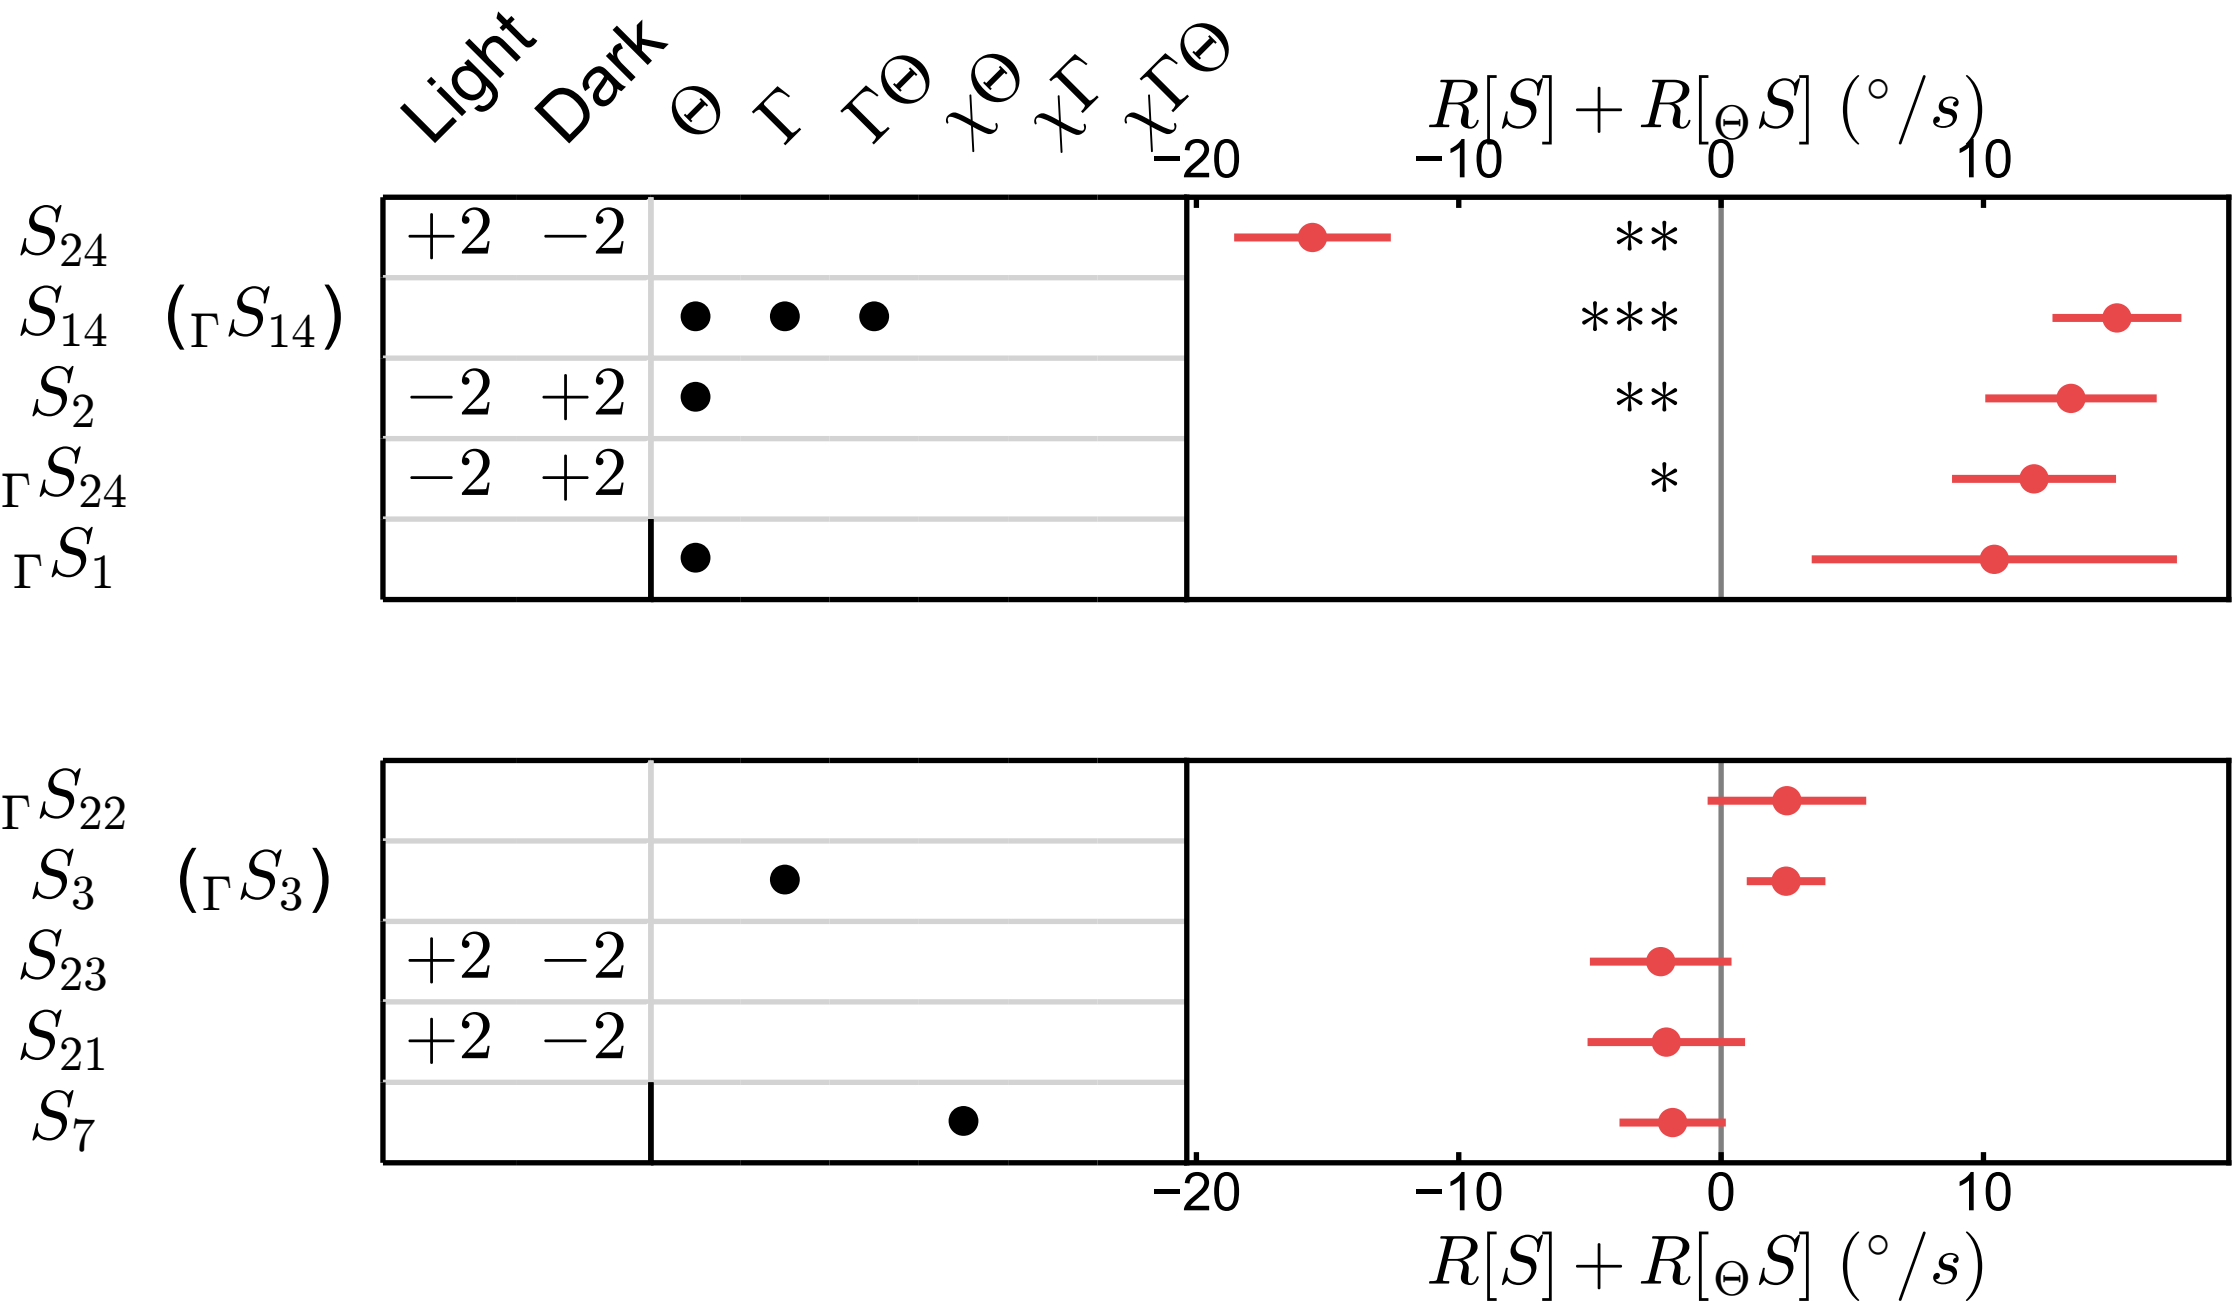 Light Dark Θ Γ ΓΘ χΘ χΓ χΓΘ
R[S] + R[ΘS] (°/s)
−20 −10 0 10
S24 +2 −2 **
S14 (ΓS14) ***
S2 −2 +2 **
ΓS24 −2 +2 *
ΓS1
ΓS22
S3 (ΓS3)
S23 +2 −2
S21 +2 −2
S7
−20 −10 0 10
R[S] + R[ΘS] (°/s)